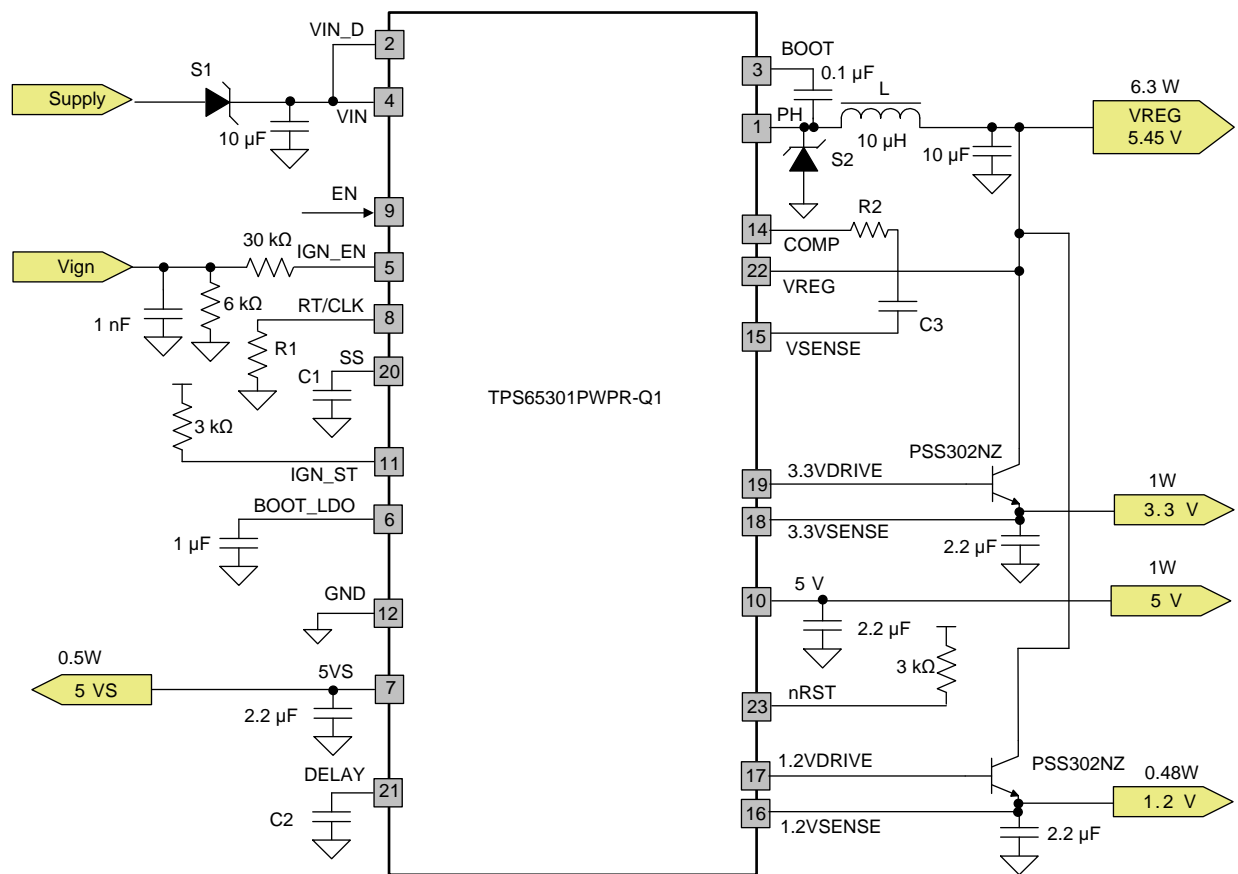 VIN_D
2
S1
Supply
4
VIN
10 µF
EN
9
30 kΩ
IGN_EN
Vign
5
6 kΩ
1 nF
RT/CLK
8
R1
SS
20
C1
3 kΩ
11
IGN_ST
BOOT_LDO
6
1 µF
GND
12
0.5W
5 VS
5VS
7
2.2 µF
DELAY
21
C2
TPS65301PWPR-Q1
BOOT
3
0.1 µF
L
6.3 W
PH
1
VREG
5.45 V
10 µH
S2
10 µF
R2
14
COMP
22
VREG
C3
15
VSENSE
PSS302NZ
3.3VDRIVE
19
1W
3.3 V
18
3.3VSENSE
2.2 µF
1W
5 V
10
5 V
2.2 µF
3 kΩ
nRST
23
1.2VDRIVE
17
PSS302NZ
0.48W
1.2 V
16
1.2VSENSE
2.2 µF